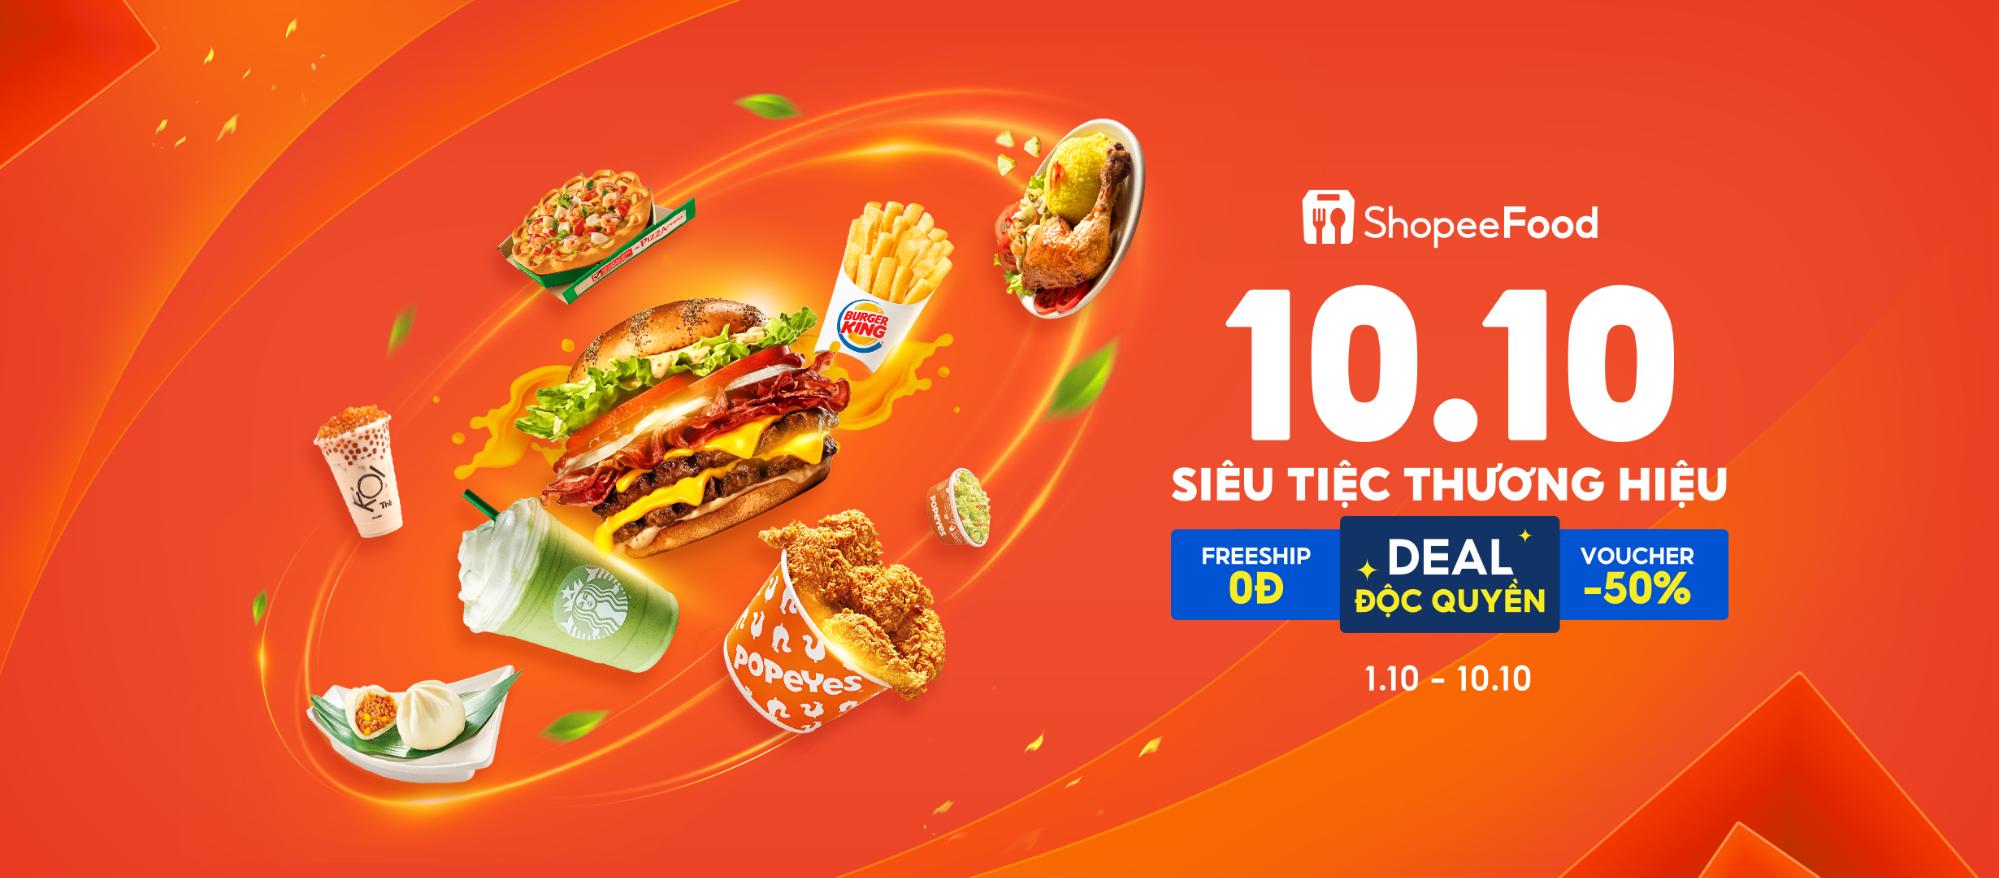 ShopeeFood
10.10
SIÊU TIỆC THƯƠNG HIỆU
FREESHIP
0Đ
DEAL
ĐỘC QUYỀN
VOUCHER
-50%
1.10 - 10.10
PIZZA
BURGER
KING
KOI
Thé
POPEYES
POPEYES